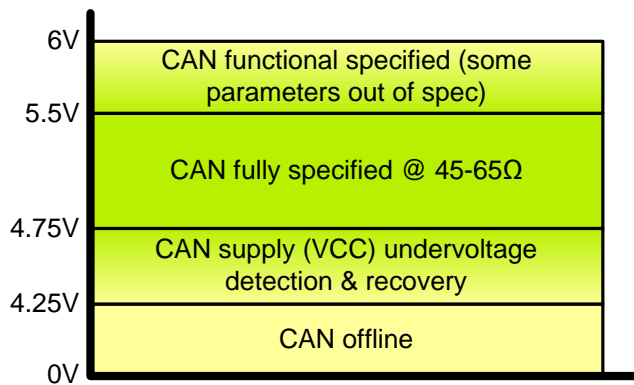 6V
CAN functional specified (some
parameters out of spec)
5.5V
CAN fully specified @ 45-65Ω
4.75V
CAN supply (VCC) undervoltage
detection & recovery
4.25V
CAN offline
0V